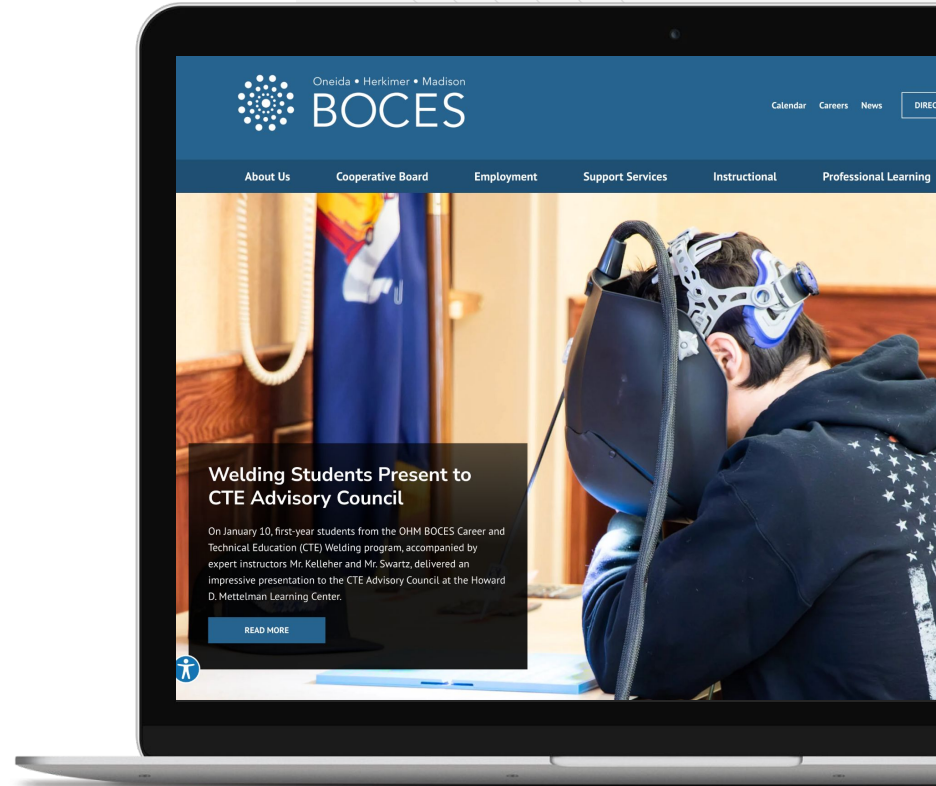 Oneida • Herkimer • Madison
BOCES
Calendar Careers News DIREC
About Us Cooperative Board Employment Support Services Instructional Professional Learning
Welding Students Present to
CTE Advisory Council
On January 10, first-year students from the OHM BOCES Career and
Technical Education (CTE) Welding program, accompanied by
expert instructors Mr. Kelleher and Mr. Swartz, delivered an
impressive presentation to the CTE Advisory Council at the Howard
D. Mettelman Learning Center.
READ MORE